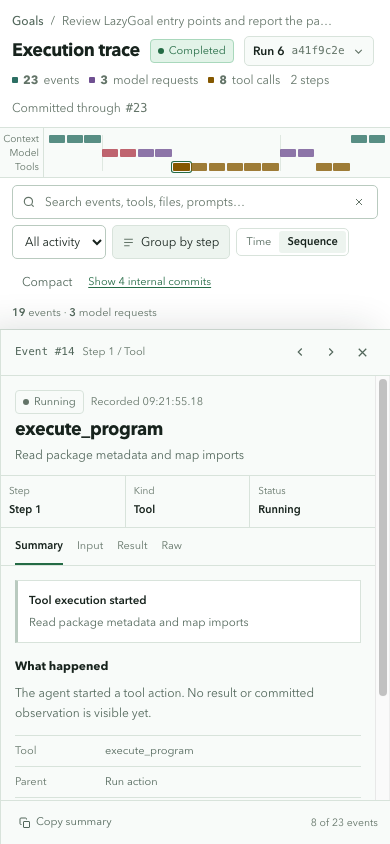 Goals / Review LazyGoal entry points and report the pa…
Execution trace Completed Run 6 a41f9c2e
23 events 3 model requests 8 tool calls 2 steps
Committed through #23
Context
Model
Tools
Search events, tools, files, prompts…
All activity Group by step Time Sequence
Compact Show 4 internal commits
19 events · 3 model requests
Event #14 Step 1 / Tool
Running Recorded 09:21:55.18
execute_program
Read package metadata and map imports
Step Kind Status
Step 1 Tool Running
Summary Input Result Raw
Tool execution started
Read package metadata and map imports
What happened
The agent started a tool action. No result or committed
observation is visible yet.
Tool execute_program
Parent Run action
Copy summary 8 of 23 events